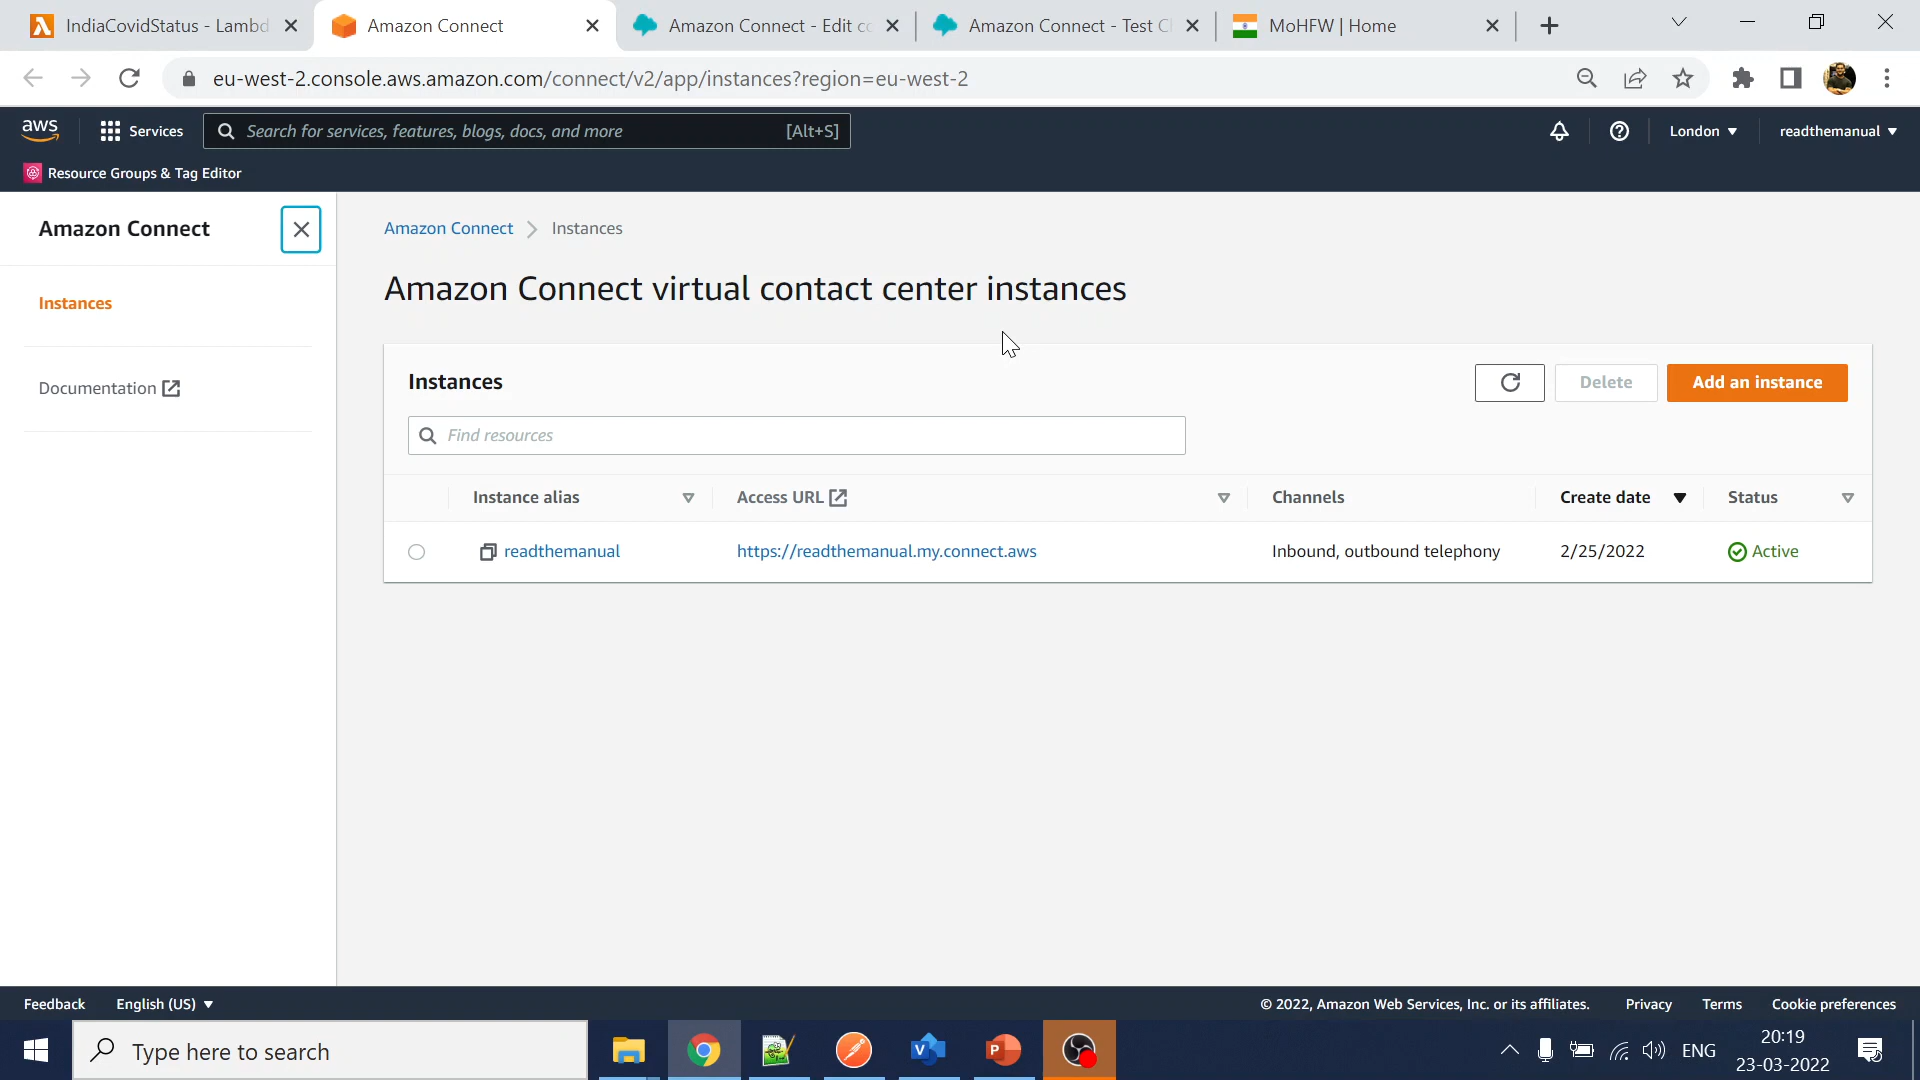 IndiaCovidStatus - Lambd
Amazon Connect
Amazon Connect - Edit cc
Amazon Connect - Test Cl
MoHFW | Home
eu-west-2.console.aws.amazon.com/connect/v2/app/instances?region=eu-west-2
aws
Services
Search for services, features, blogs, docs, and more
[Alt+S]
London
readthemanual
Resource Groups & Tag Editor
Amazon Connect
Instances
Documentation
Amazon Connect
Instances
Amazon Connect virtual contact center instances
Instances
Delete
Add an instance
Find resources
Instance alias
Access URL
Channels
Create date
Status
readthemanual
https://readthemanual.my.connect.aws
Inbound, outbound telephony
2/25/2022
Active
Feedback
English (US)
© 2022, Amazon Web Services, Inc. or its affiliates.
Privacy
Terms
Cookie preferences
Type here to search
ENG
20:19
23-03-2022